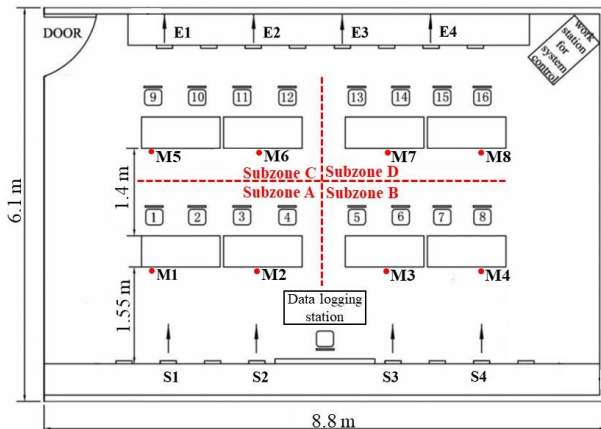 E1 E2 E3 E4
DOOR
work
station
for
system
control
9 10 11 12 13 14 15 16
M5 M6 M7 M8
Subzone C Subzone D
Subzone A Subzone B
1.4 m
6.1 m
1 2 3 4 5 6 7 8
M1 M2 M3 M4
1.55 m
Data logging
station
S1 S2 S3 S4
8.8 m